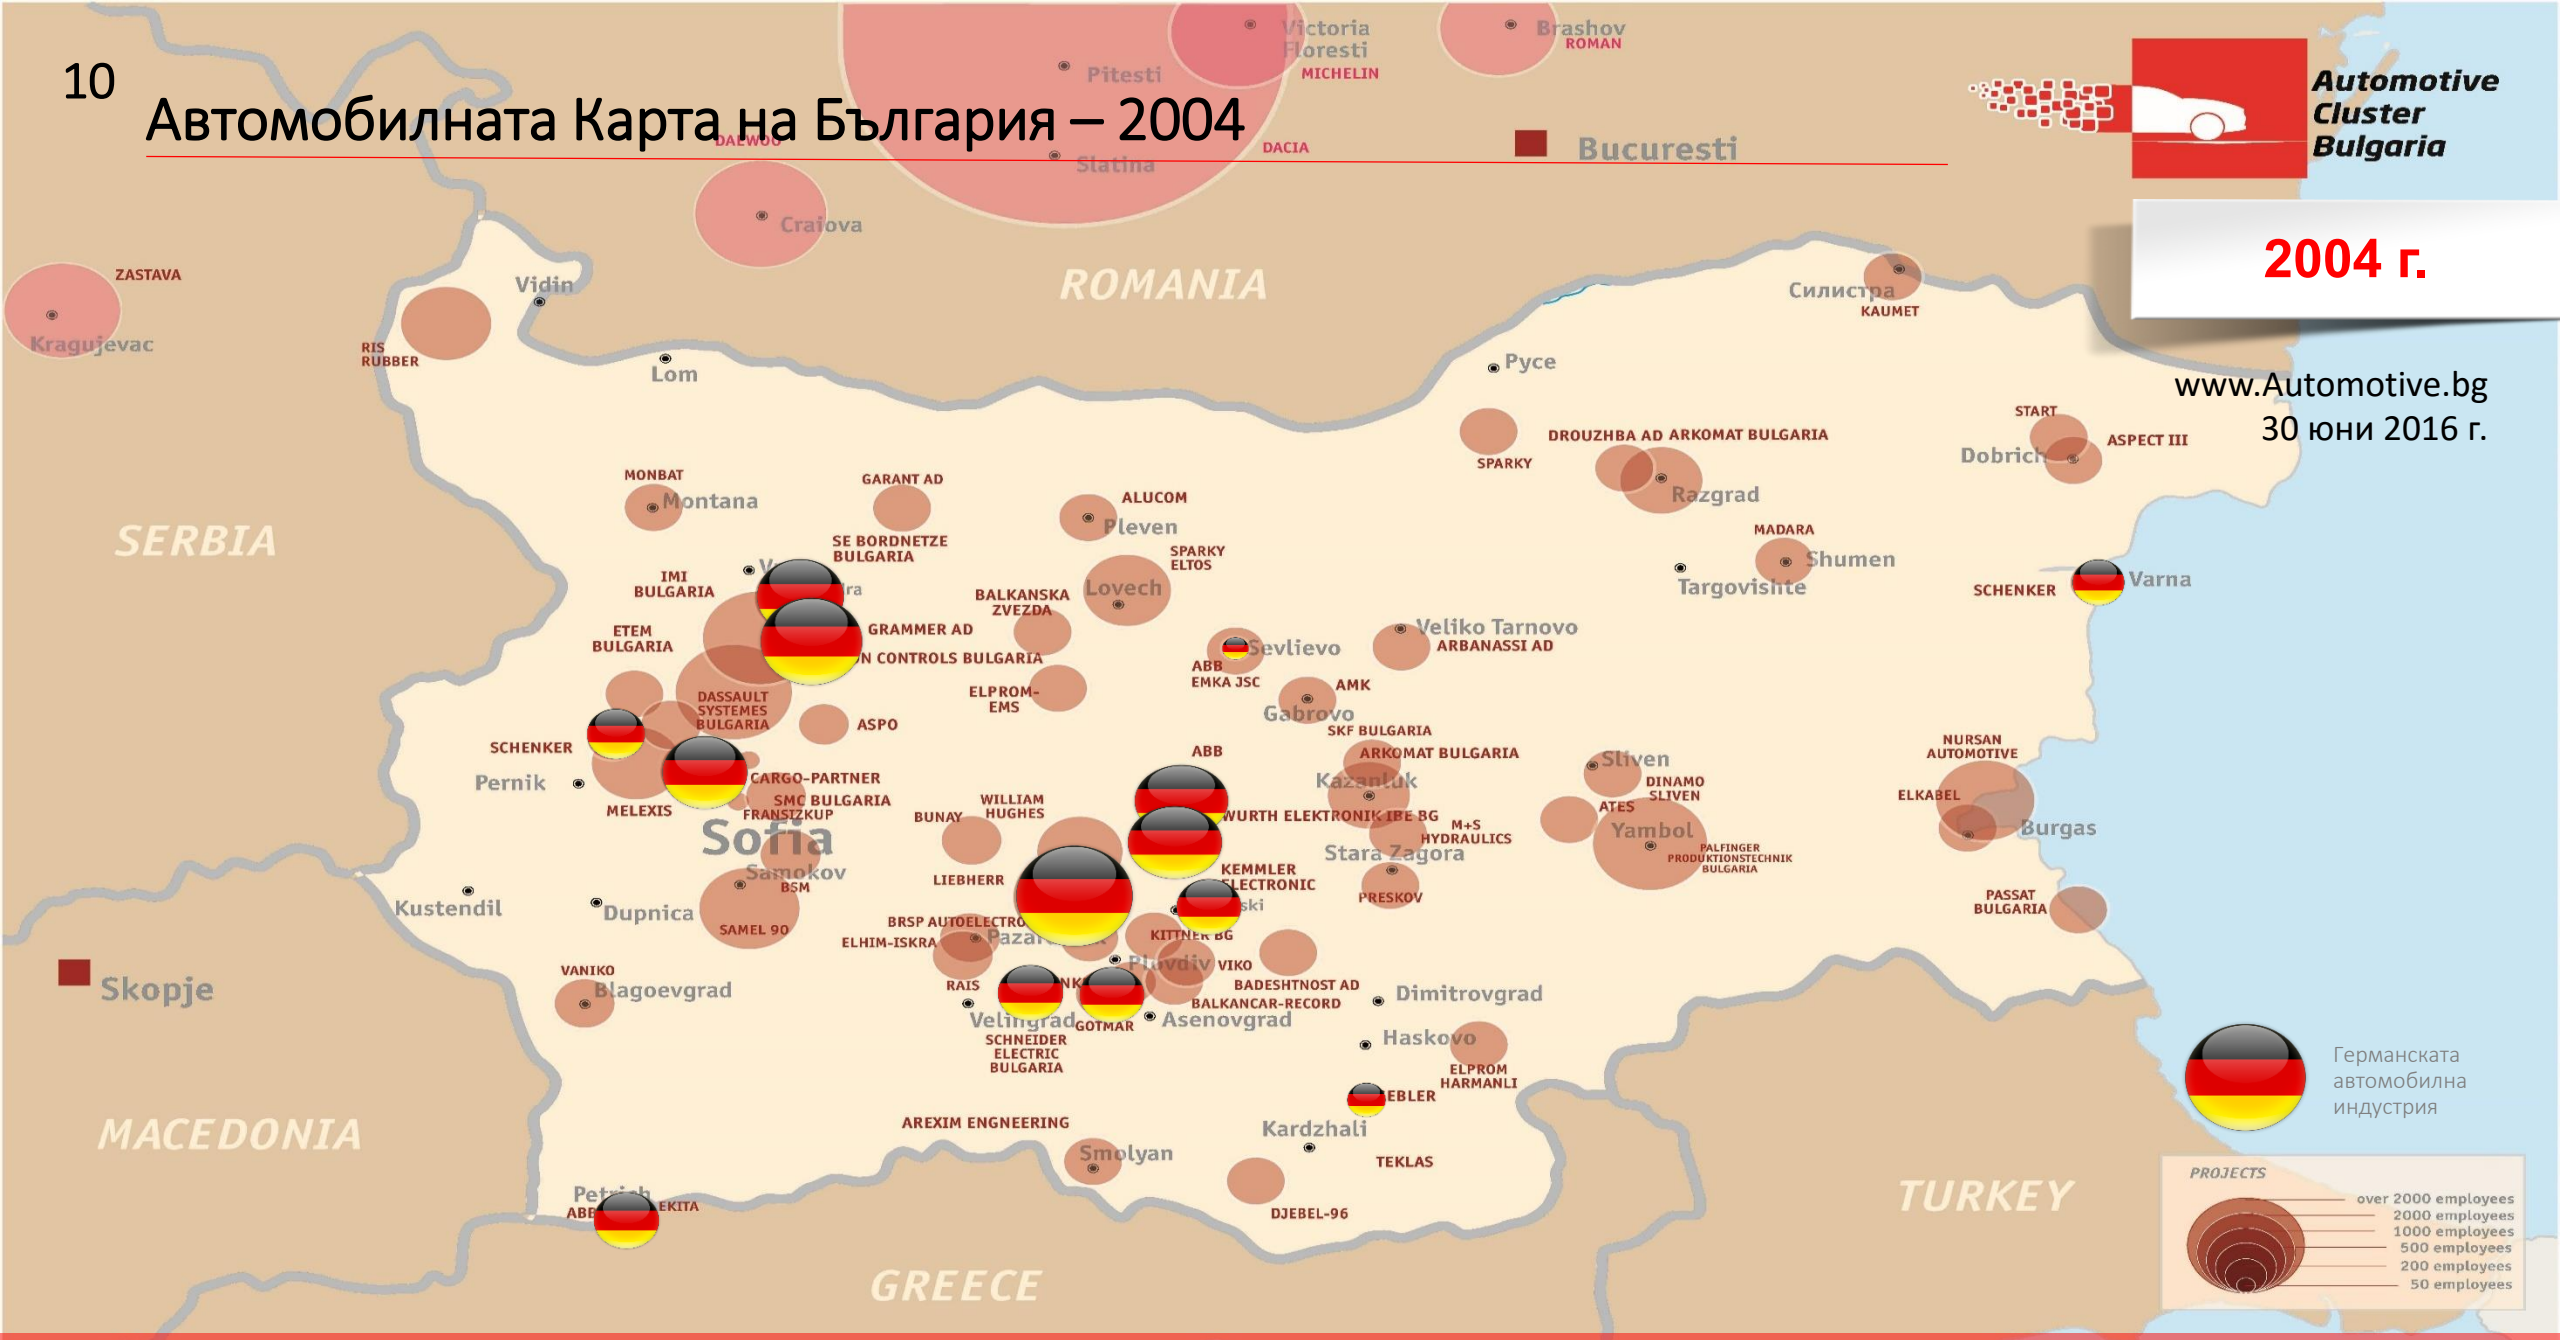 10
Автомобилната Карта на България – 2004
Automotive
Cluster
Bulgaria
2004 г.
www.Automotive.bg
30 юни 2016 г.
Victoria
Floresti
MICHELIN
Brashov
ROMAN
Pitesti
DAEWOO
Slatina
DACIA
Bucuresti
Craiova
ROMANIA
ZASTAVA
Kragujevac
Vidin
RIS
RUBBER
Lom
Силистра
KAUMET
Русе
SPARKY
DROUZHBA AD
ARKOMAT BULGARIA
Razgrad
START
ASPECT III
Dobrich
MONBAT
Montana
GARANT AD
ALUCOM
Pleven
SERBIA
SE BORDNETZE
BULGARIA
SPARKY
ELTOS
MADARA
Shumen
Targovishte
SCHENKER
Varna
IMI
BULGARIA
BALKANSKA
ZVEZDA
Lovech
ETEM
BULGARIA
GRAMMER AD
N CONTROLS BULGARIA
Sevlievo
ABB
EMKA JSC
Veliko Tarnovo
ARBANASSI AD
DASSAULT
SYSTEMES
BULGARIA
ELPROM-
EMS
AMK
Gabrovo
ASPO
SKF BULGARIA
SCHENKER
ABB
ARKOMAT BULGARIA
Kazanluk
Sliven
DINAMO
SLIVEN
NURSAN
AUTOMOTIVE
Pernik
CARGO-PARTNER
SMC BULGARIA
FRANSIZKUP
MELEXIS
Sofia
BUNAY
WILLIAM
HUGHES
WURTH ELEKTRONIK IBE BG
M+S
HYDRAULICS
ATES
Yambol
PALFINGER
PRODUKTIONSTECHNIK
BULGARIA
ELKABEL
Burgas
Stara Zagora
Samokov
BSM
LIEBHERR
KEMMLER
ELECTRONIC
PRESKOV
PASSAT
BULGARIA
Kustendil
Dupnica
SAMEL 90
BRSP AUTOELECTRO
ELHIM-ISKRA
KITTNER BG
Plovdiv
VIKO
Skopje
VANIKO
Blagoevgrad
RAIS
BADESHTNOST AD
BALKANCAR-RECORD
Dimitrovgrad
Velingrad
GOTMAR
Asenovgrad
SCHNEIDER
ELECTRIC
BULGARIA
Haskovo
ELPROM
HARMANLI
EBLER
Германската
автомобилна
индустрия
MACEDONIA
AREXIM ENGNEERING
Smolyan
Kardzhali
TEKLAS
Petrich
ABB
EKITA
DJEBEL-96
TURKEY
GREECE
PROJECTS
over 2000 employees
2000 employees
1000 employees
500 employees
200 employees
50 employees